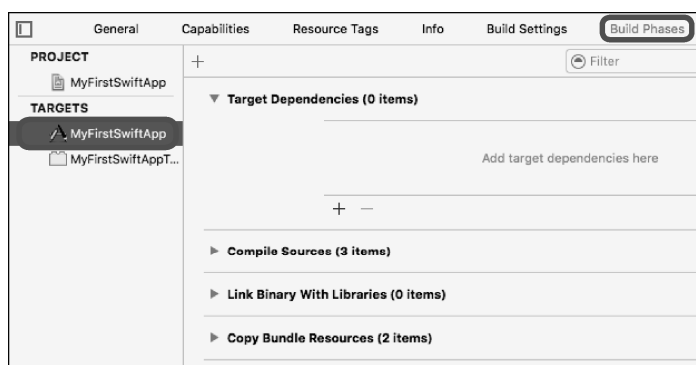 General Capabilities Resource Tags Info Build Settings Build Phases
PROJECT
MyFirstSwiftApp
TARGETS
MyFirstSwiftApp
MyFirstSwiftAppT...
+
Filter
Target Dependencies (0 items)
Add target dependencies here
+ −
Compile Sources (3 items)
Link Binary With Libraries (0 items)
Copy Bundle Resources (2 items)